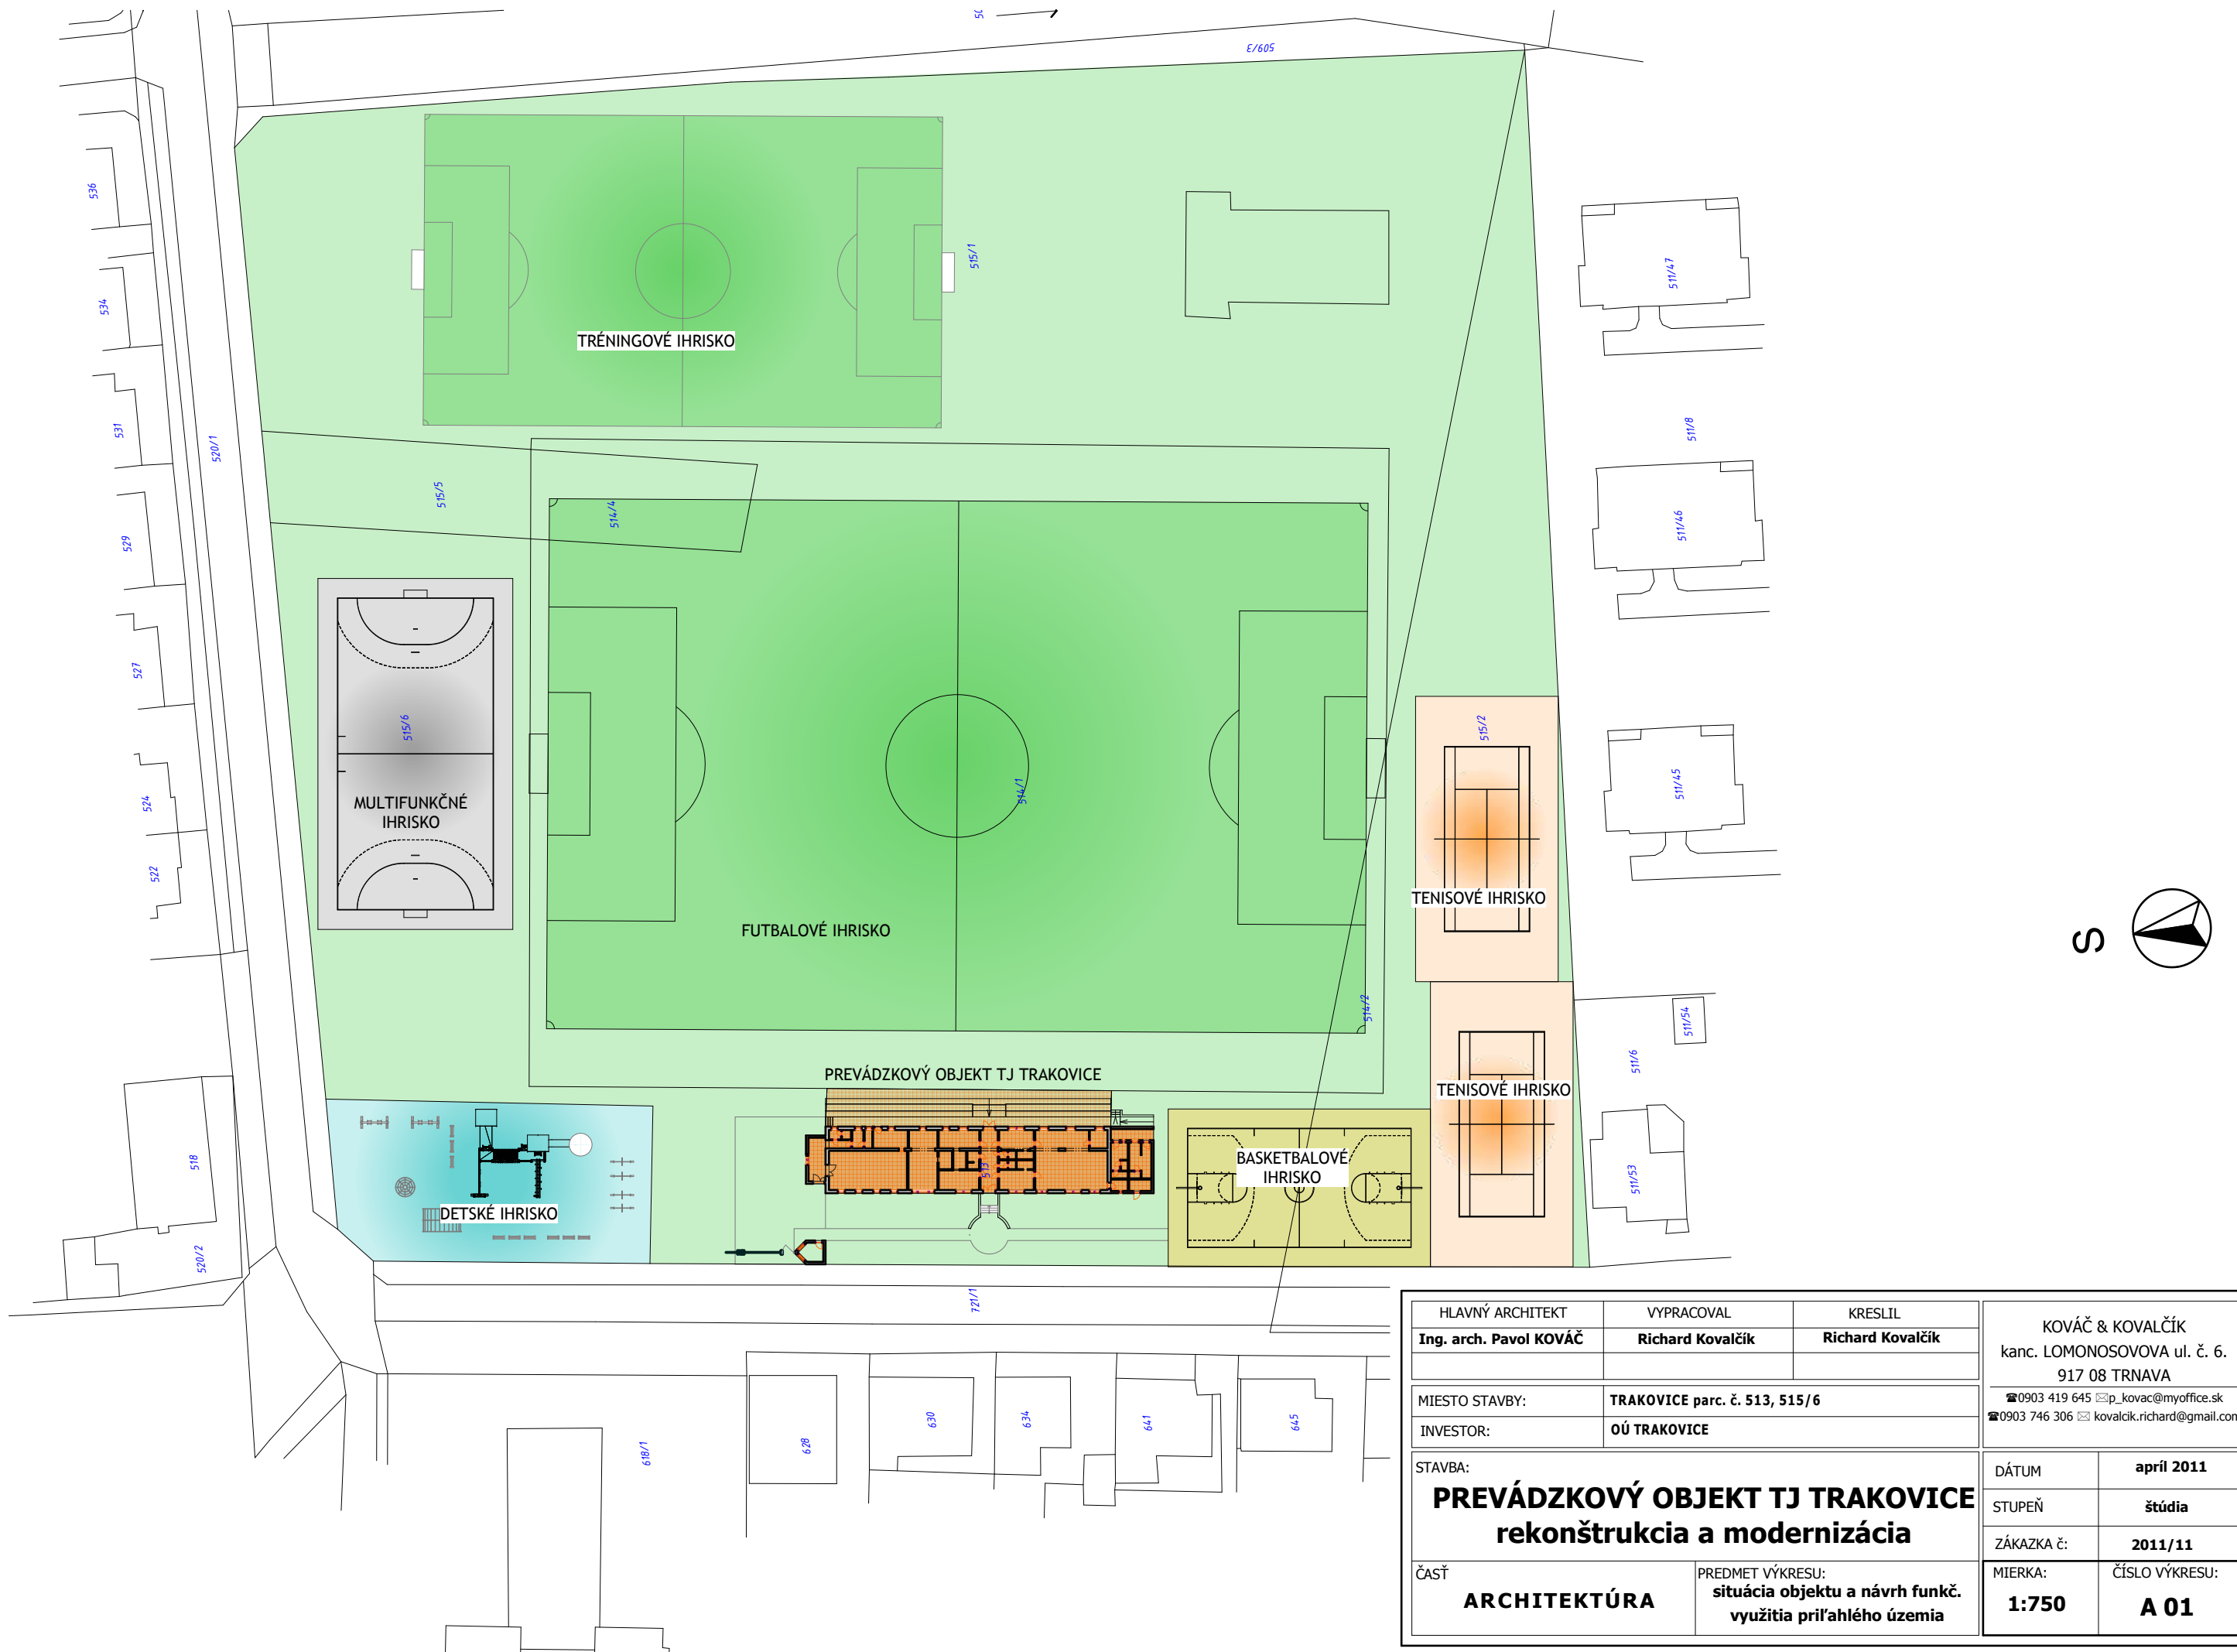 50
509/3
536
534
531
529
527
524
522
520/1
515/5
514/4
515/1
TRÉNINGOVÉ IHRISKO
511/47
511/8
511/46
511/45
515/6
MULTIFUNKČNÉ
IHRISKO
514/1
FUTBALOVÉ IHRISKO
514/2
515/2
TENISOVÉ IHRISKO
TENISOVÉ IHRISKO
511/54
511/6
511/53
S
PREVÁDZKOVÝ OBJEKT TJ TRAKOVICE
513
BASKETBALOVÉ
IHRISKO
DETSKÉ IHRISKO
518
520/2
721/1
618/1
628
630
634
641
645
HLAVNÝ ARCHITEKT
VYPRACOVAL
KRESLIL
Ing. arch. Pavol KOVÁČ
Richard Kovalčík
Richard Kovalčík
KOVÁČ & KOVALČÍK
kanc. LOMONOSOVOVA ul. č. 6.
917 08 TRNAVA
☎0903 419 645 ✉p_kovac@myoffice.sk
☎0903 746 306 ✉ kovalcik.richard@gmail.com
MIESTO STAVBY:
TRAKOVICE parc. č. 513, 515/6
INVESTOR:
OÚ TRAKOVICE
STAVBA:
PREVÁDZKOVÝ OBJEKT TJ TRAKOVICE
rekonštrukcia a modernizácia
DÁTUM
apríl 2011
STUPEŇ
štúdia
ZÁKAZKA č:
2011/11
ČASŤ
ARCHITEKTÚRA
PREDMET VÝKRESU:
situácia objektu a návrh funkč.
využitia priľahlého územia
MIERKA:
1:750
ČÍSLO VÝKRESU:
A 01